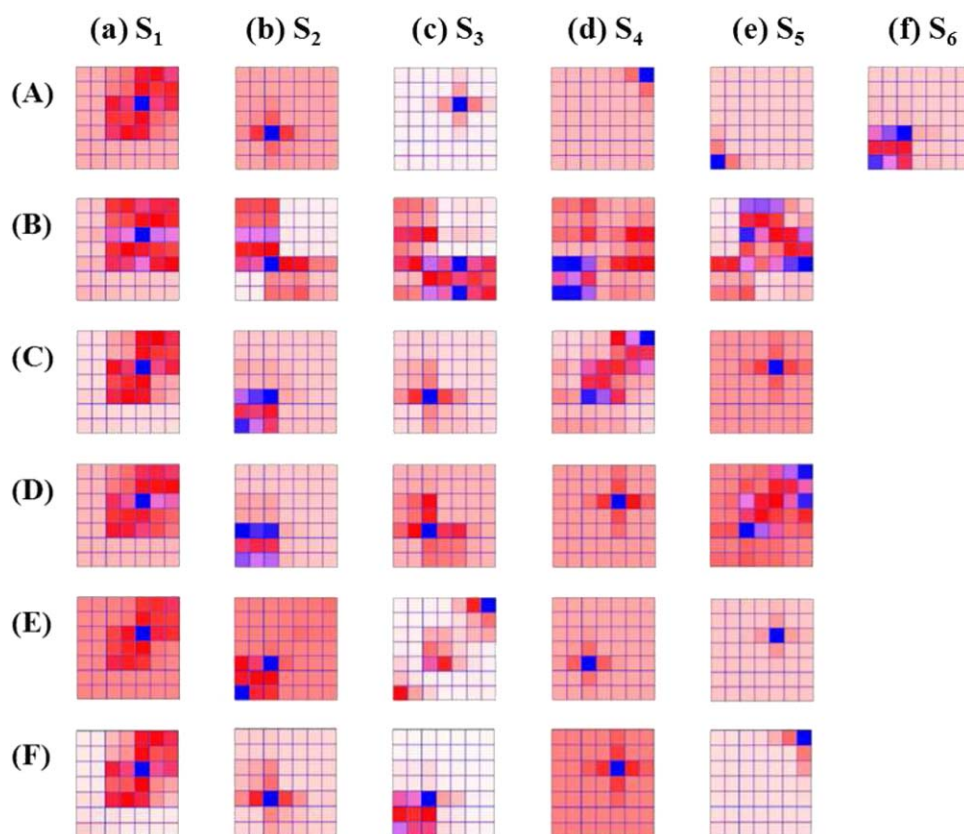 (a) S₁ (b) S₂ (c) S₃ (d) S₄ (e) S₅ (f) S₆
(A)
(B)
(C)
(D)
(E)
(F)